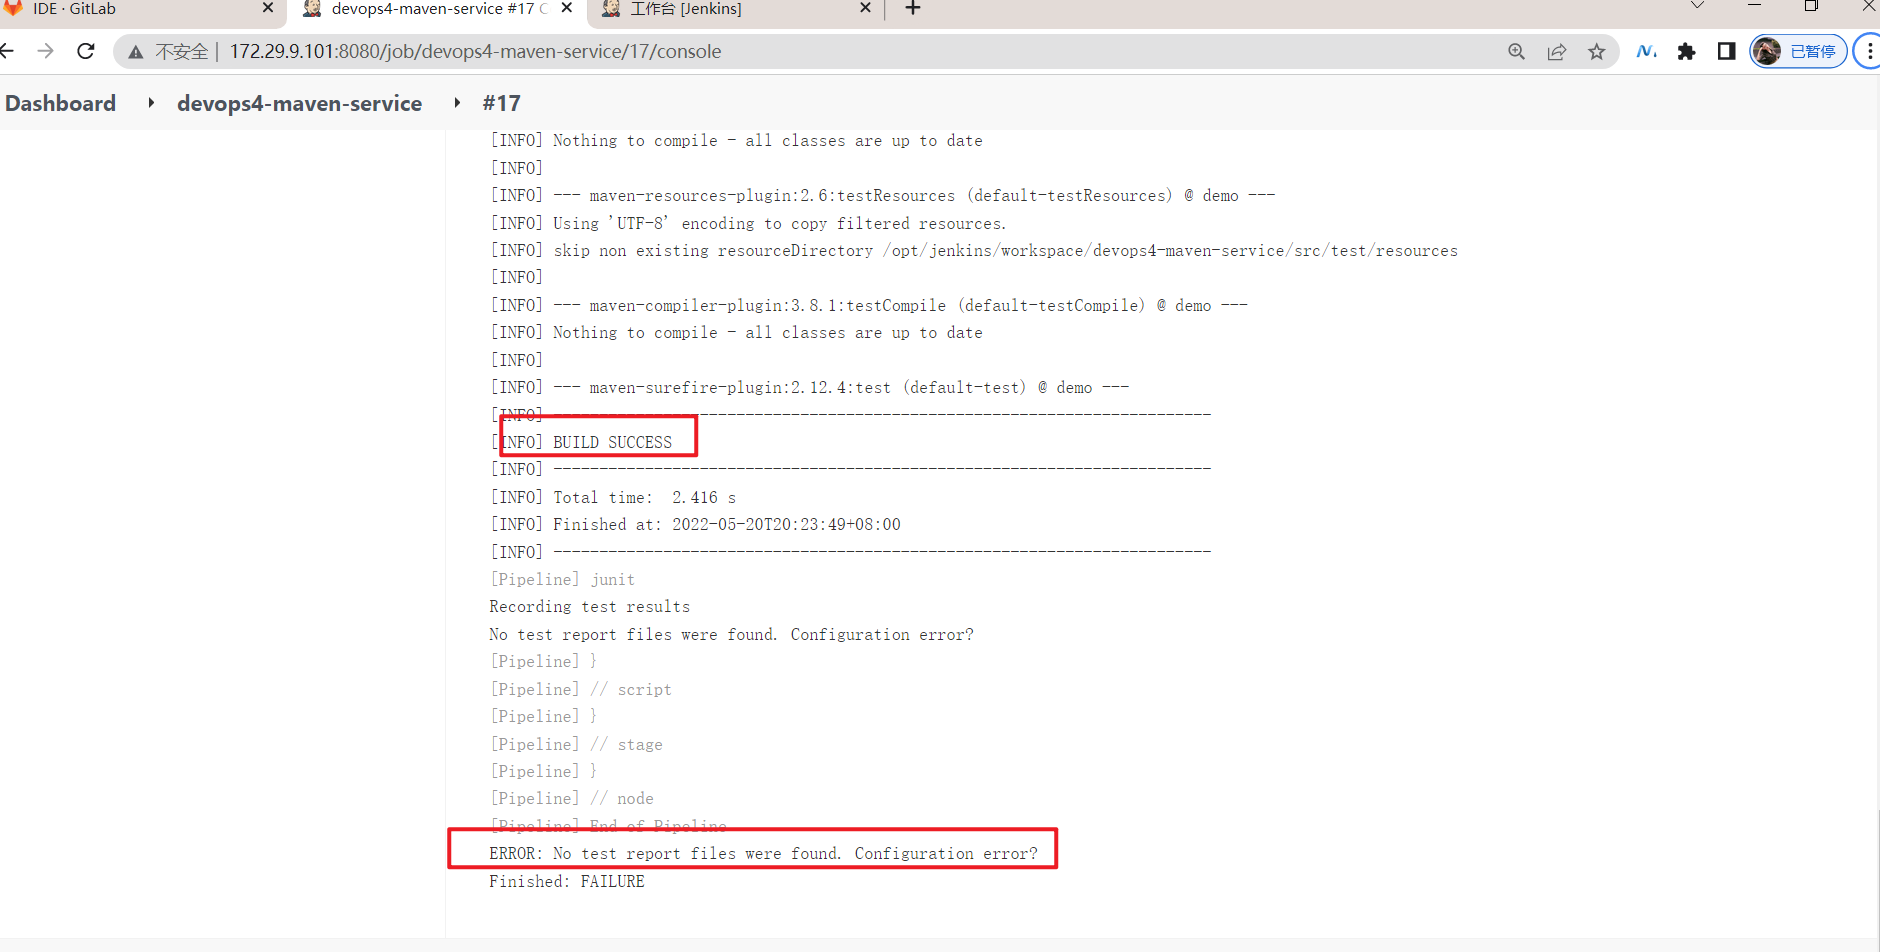 IDE · GitLab
devops4-maven-service #17 C
工作台 [Jenkins]
不安全 | 172.29.9.101:8080/job/devops4-maven-service/17/console
已暂停
Dashboard devops4-maven-service #17
[INFO] Nothing to compile - all classes are up to date
[INFO]
[INFO] --- maven-resources-plugin:2.6:testResources (default-testResources) @ demo ---
[INFO] Using 'UTF-8' encoding to copy filtered resources.
[INFO] skip non existing resourceDirectory /opt/jenkins/workspace/devops4-maven-service/src/test/resources
[INFO]
[INFO] --- maven-compiler-plugin:3.8.1:testCompile (default-testCompile) @ demo ---
[INFO] Nothing to compile - all classes are up to date
[INFO]
[INFO] --- maven-surefire-plugin:2.12.4:test (default-test) @ demo ---
[INFO] ------------------------------------------------------------------------
[INFO] BUILD SUCCESS
[INFO] ------------------------------------------------------------------------
[INFO] Total time:  2.416 s
[INFO] Finished at: 2022-05-20T20:23:49+08:00
[INFO] ------------------------------------------------------------------------
[Pipeline] junit
Recording test results
No test report files were found. Configuration error?
[Pipeline] }
[Pipeline] // script
[Pipeline] }
[Pipeline] // stage
[Pipeline] }
[Pipeline] // node
[Pipeline] End of Pipeline
ERROR: No test report files were found. Configuration error?
Finished: FAILURE